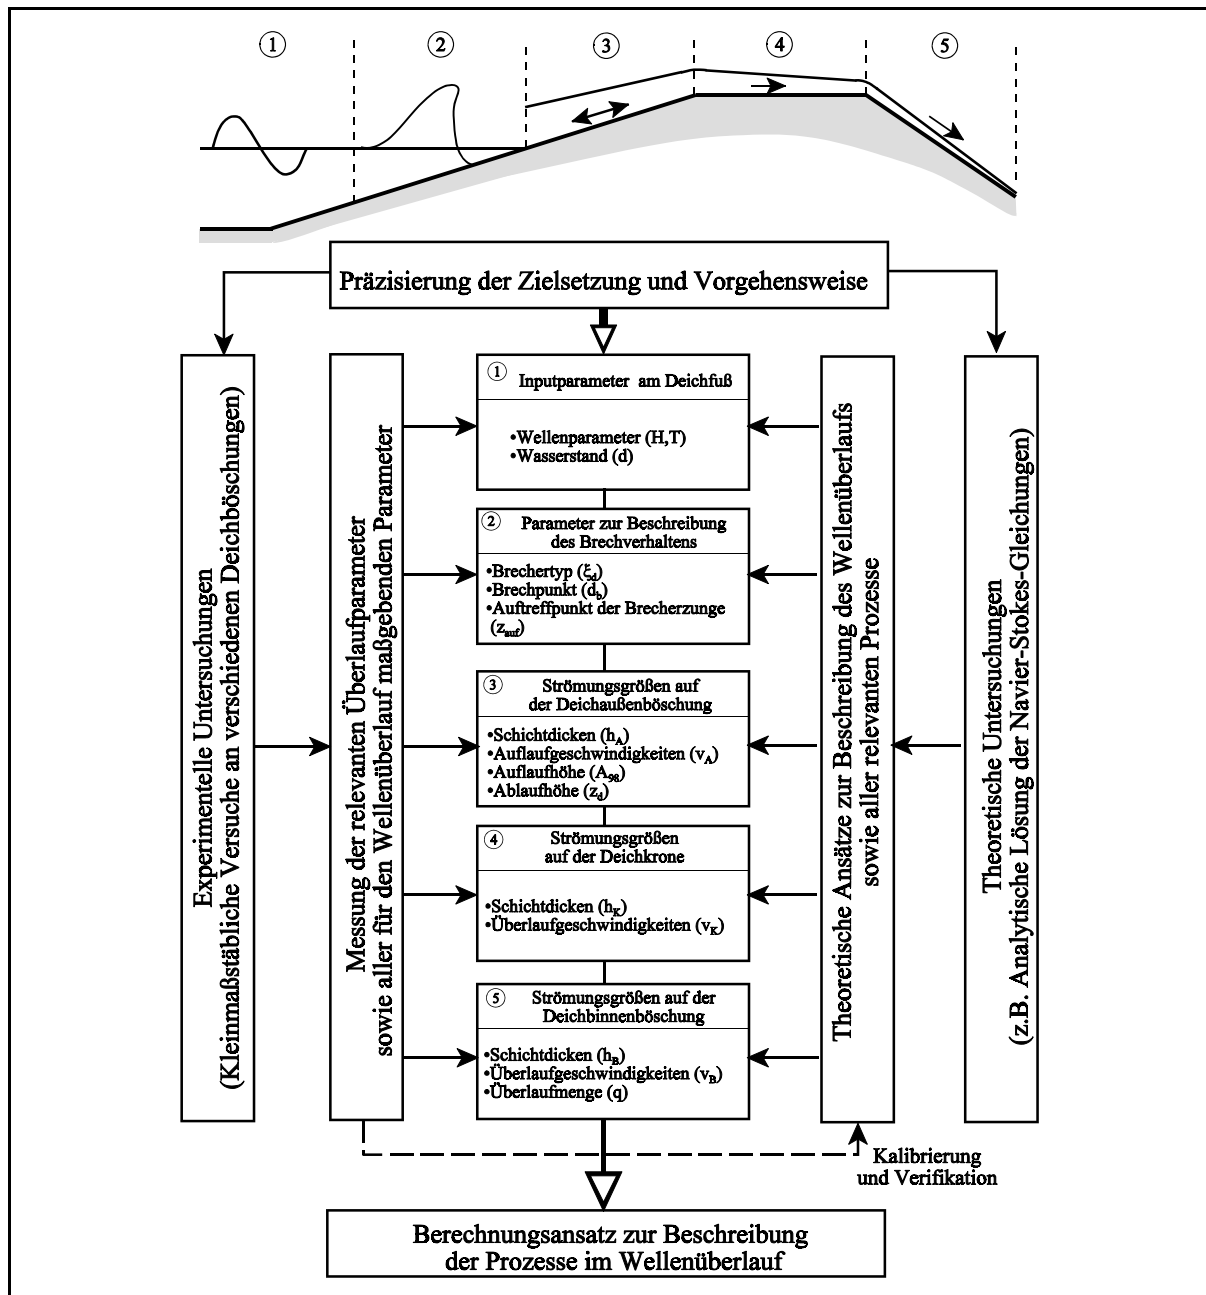 ① ② ③ ④ ⑤
Präzisierung der Zielsetzung und Vorgehensweise
Experimentelle Untersuchungen
(Kleinmaßstäbliche Versuche an verschiedenen Deichböschungen)
Messung der relevanten Überlaufparameter
sowie aller für den Wellenüberlauf maßgebenden Parameter
① Inputparameter am Deichfuß
•Wellenparameter (H,T)
•Wasserstand (d)
② Parameter zur Beschreibung
des Brechverhaltens
•Brechertyp (ξd)
•Brechpunkt (db)
•Auftreffpunkt der Brecherzunge
(zauf)
③ Strömungsgrößen auf
der Deichaußenböschung
•Schichtdicken (hA)
•Auflaufgeschwindigkeiten (vA)
•Auflaufhöhe (A98)
•Ablaufhöhe (zd)
④ Strömungsgrößen
auf der Deichkrone
•Schichtdicken (hK)
•Überlaufgeschwindigkeiten (vK)
⑤ Strömungsgrößen auf der
Deichbinnenböschung
•Schichtdicken (hB)
•Überlaufgeschwindigkeiten (vB)
•Überlaufmenge (q)
Theoretische Ansätze zur Beschreibung des Wellenüberlaufs
sowie aller relevanten Prozesse
Theoretische Untersuchungen
(z.B. Analytische Lösung der Navier-Stokes-Gleichungen)
Kalibrierung
und Verifikation
Berechnungsansatz zur Beschreibung
der Prozesse im Wellenüberlauf